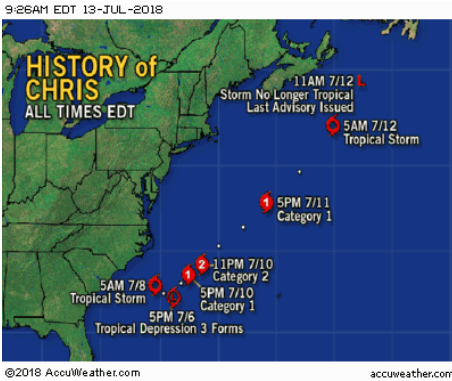 9:26AM EDT 13-JUL-2018
HISTORY of
CHRIS
ALL TIMES EDT
11AM 7/12 L
Storm No Longer Tropical
Last Advisory Issued
5AM 7/12
Tropical Storm
1
5PM 7/11
Category 1
2
11PM 7/10
Category 2
1
5PM 7/10
Category 1
5AM 7/8
Tropical Storm
L
5PM 7/6
Tropical Depression 3 Forms
©2018 AccuWeather.com
accuweather.com